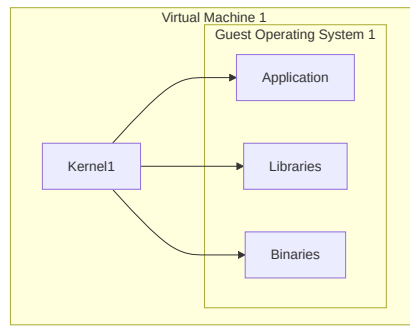 Virtual Machine 1
Guest Operating System 1
Application
Kernel1
Libraries
Binaries